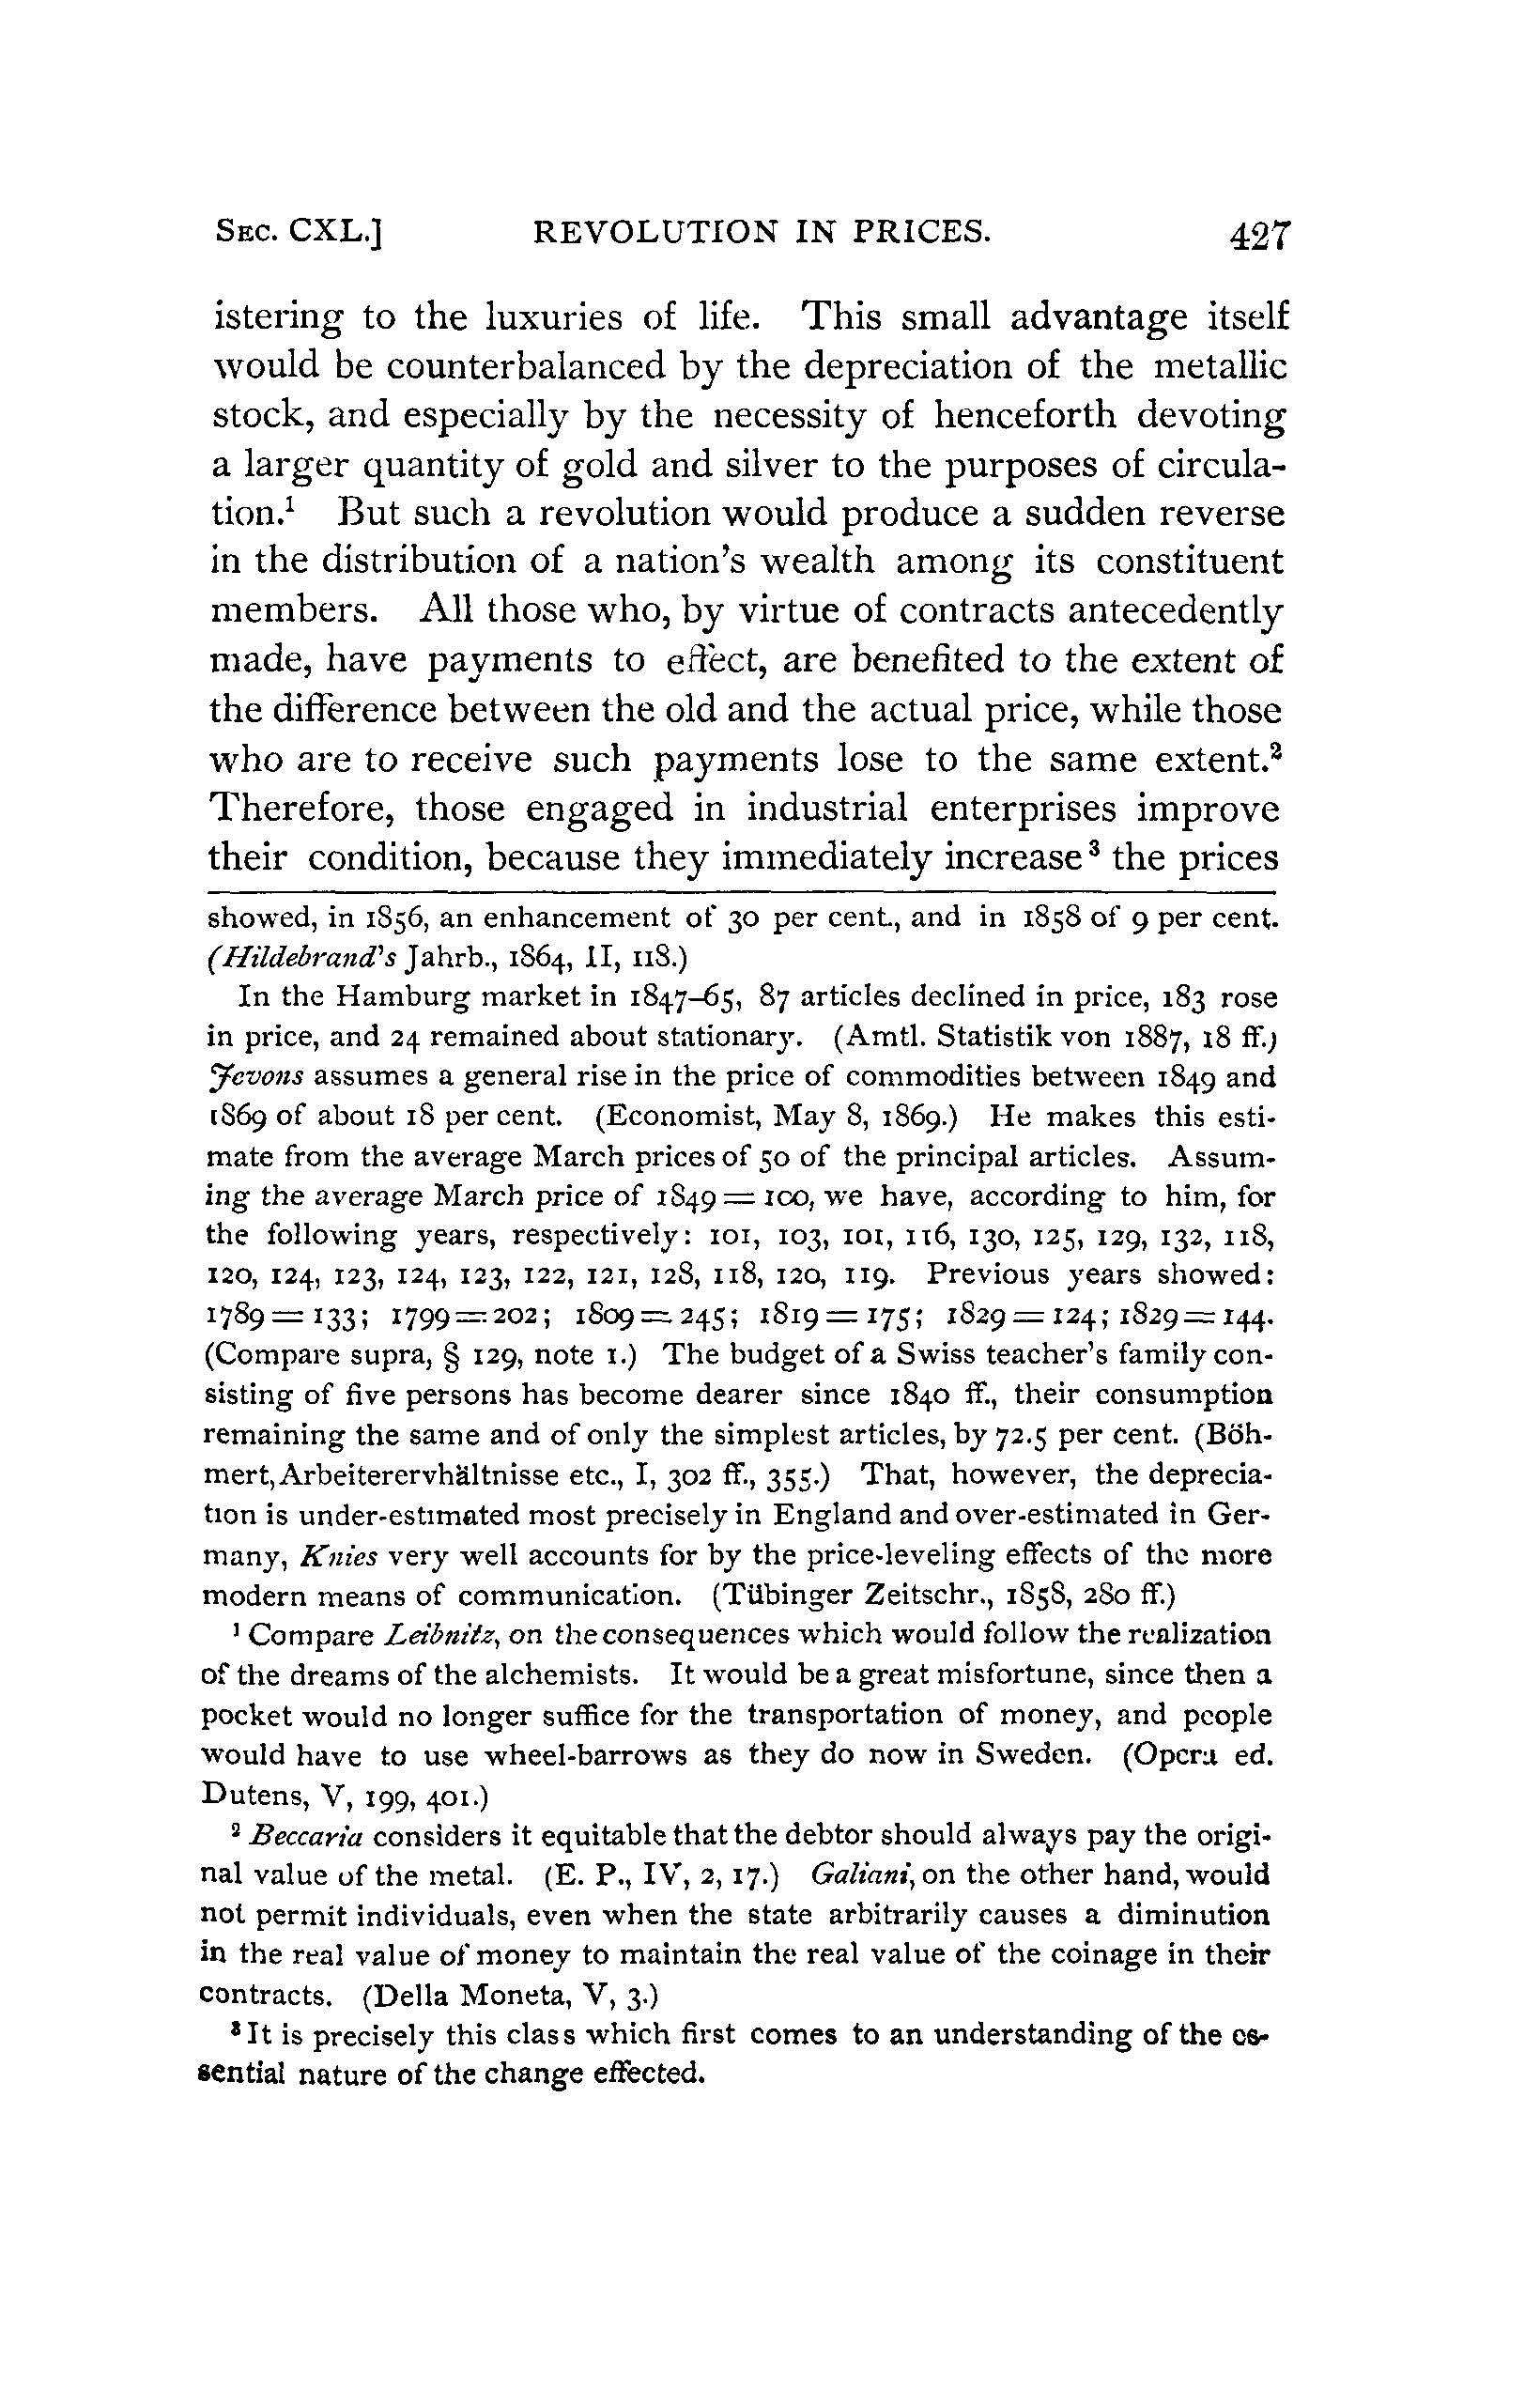 SEC. CXL.] REVOLUTION IN PRICES. 427
istering to the luxuries of life. This small advantage itself
would be counterbalanced by the depreciation of the metallic
stock, and especially by the necessity of henceforth devoting
a larger quantity of gold and silver to the purposes of circula-
tion.¹ But such a revolution would produce a sudden reverse
in the distribution of a nation's wealth among its constituent
members. All those who, by virtue of contracts antecedently
made, have payments to effect, are benefited to the extent of
the difference between the old and the actual price, while those
who are to receive such payments lose to the same extent.²
Therefore, those engaged in industrial enterprises improve
their condition, because they immediately increase³ the prices
showed, in 1856, an enhancement of 30 per cent., and in 1858 of 9 per cent.
(Hildebrand's Jahrb., 1864, II, 118.)
In the Hamburg market in 1847–65, 87 articles declined in price, 183 rose
in price, and 24 remained about stationary. (Amtl. Statistik von 1887, 18 ff.;
Jevons assumes a general rise in the price of commodities between 1849 and
1869 of about 18 per cent. (Economist, May 8, 1869.) He makes this esti-
mate from the average March prices of 50 of the principal articles. Assum-
ing the average March price of 1849 = 100, we have, according to him, for
the following years, respectively: 101, 103, 101, 116, 130, 125, 129, 132, 118,
120, 124, 123, 124, 123, 122, 121, 128, 118, 120, 119. Previous years showed:
1789 = 133; 1799 = 202; 1809 = 245; 1819 = 175; 1829 = 124; 1829 = 144.
(Compare supra, § 129, note 1.) The budget of a Swiss teacher's family con-
sisting of five persons has become dearer since 1840 ff., their consumption
remaining the same and of only the simplest articles, by 72.5 per cent. (Böh-
mert, Arbeiterervhältnisse etc., I, 302 ff., 355.) That, however, the deprecia-
tion is under-estimated most precisely in England and over-estimated in Ger-
many, Knies very well accounts for by the price-leveling effects of the more
modern means of communication. (Tübinger Zeitschr., 1858, 280 ff.)
¹ Compare Leibnitz, on the consequences which would follow the realization
of the dreams of the alchemists. It would be a great misfortune, since then a
pocket would no longer suffice for the transportation of money, and people
would have to use wheel-barrows as they do now in Sweden. (Opera ed.
Dutens, V, 199, 401.)
² Beccaria considers it equitable that the debtor should always pay the origi-
nal value of the metal. (E. P., IV, 2, 17.) Galiani, on the other hand, would
not permit individuals, even when the state arbitrarily causes a diminution
in the real value of money to maintain the real value of the coinage in their
contracts. (Della Moneta, V, 3.)
³ It is precisely this class which first comes to an understanding of the es-
sential nature of the change effected.